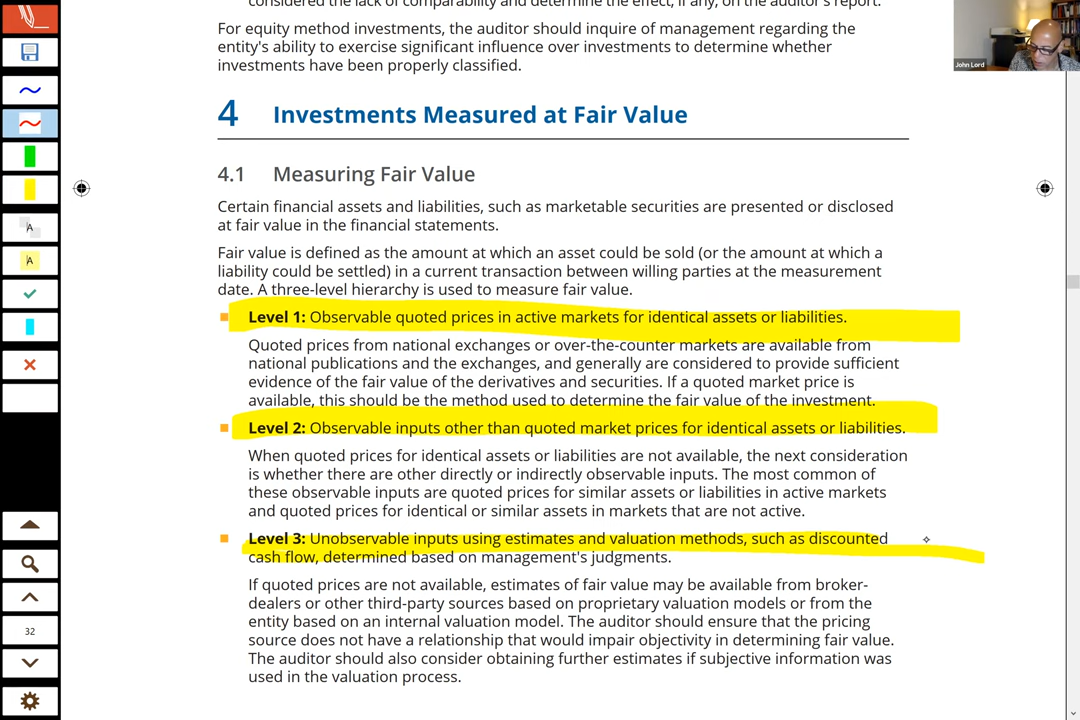 considered the lack of comparability and determine the effect, if any, on the auditor's report.
For equity method investments, the auditor should inquire of management regarding the
entity's ability to exercise significant influence over investments to determine whether
investments have been properly classified.
John Lord
4 Investments Measured at Fair Value
4.1 Measuring Fair Value
Certain financial assets and liabilities, such as marketable securities are presented or disclosed
at fair value in the financial statements.
Fair value is defined as the amount at which an asset could be sold (or the amount at which a
liability could be settled) in a current transaction between willing parties at the measurement
date. A three-level hierarchy is used to measure fair value.
Level 1: Observable quoted prices in active markets for identical assets or liabilities.
Quoted prices from national exchanges or over-the-counter markets are available from
national publications and the exchanges, and generally are considered to provide sufficient
evidence of the fair value of the derivatives and securities. If a quoted market price is
available, this should be the method used to determine the fair value of the investment.
Level 2: Observable inputs other than quoted market prices for identical assets or liabilities.
When quoted prices for identical assets or liabilities are not available, the next consideration
is whether there are other directly or indirectly observable inputs. The most common of
these observable inputs are quoted prices for similar assets or liabilities in active markets
and quoted prices for identical or similar assets in markets that are not active.
Level 3: Unobservable inputs using estimates and valuation methods, such as discounted
cash flow, determined based on management's judgments.
If quoted prices are not available, estimates of fair value may be available from broker-
dealers or other third-party sources based on proprietary valuation models or from the
entity based on an internal valuation model. The auditor should ensure that the pricing
source does not have a relationship that would impair objectivity in determining fair value.
The auditor should also consider obtaining further estimates if subjective information was
used in the valuation process.
A
A
32